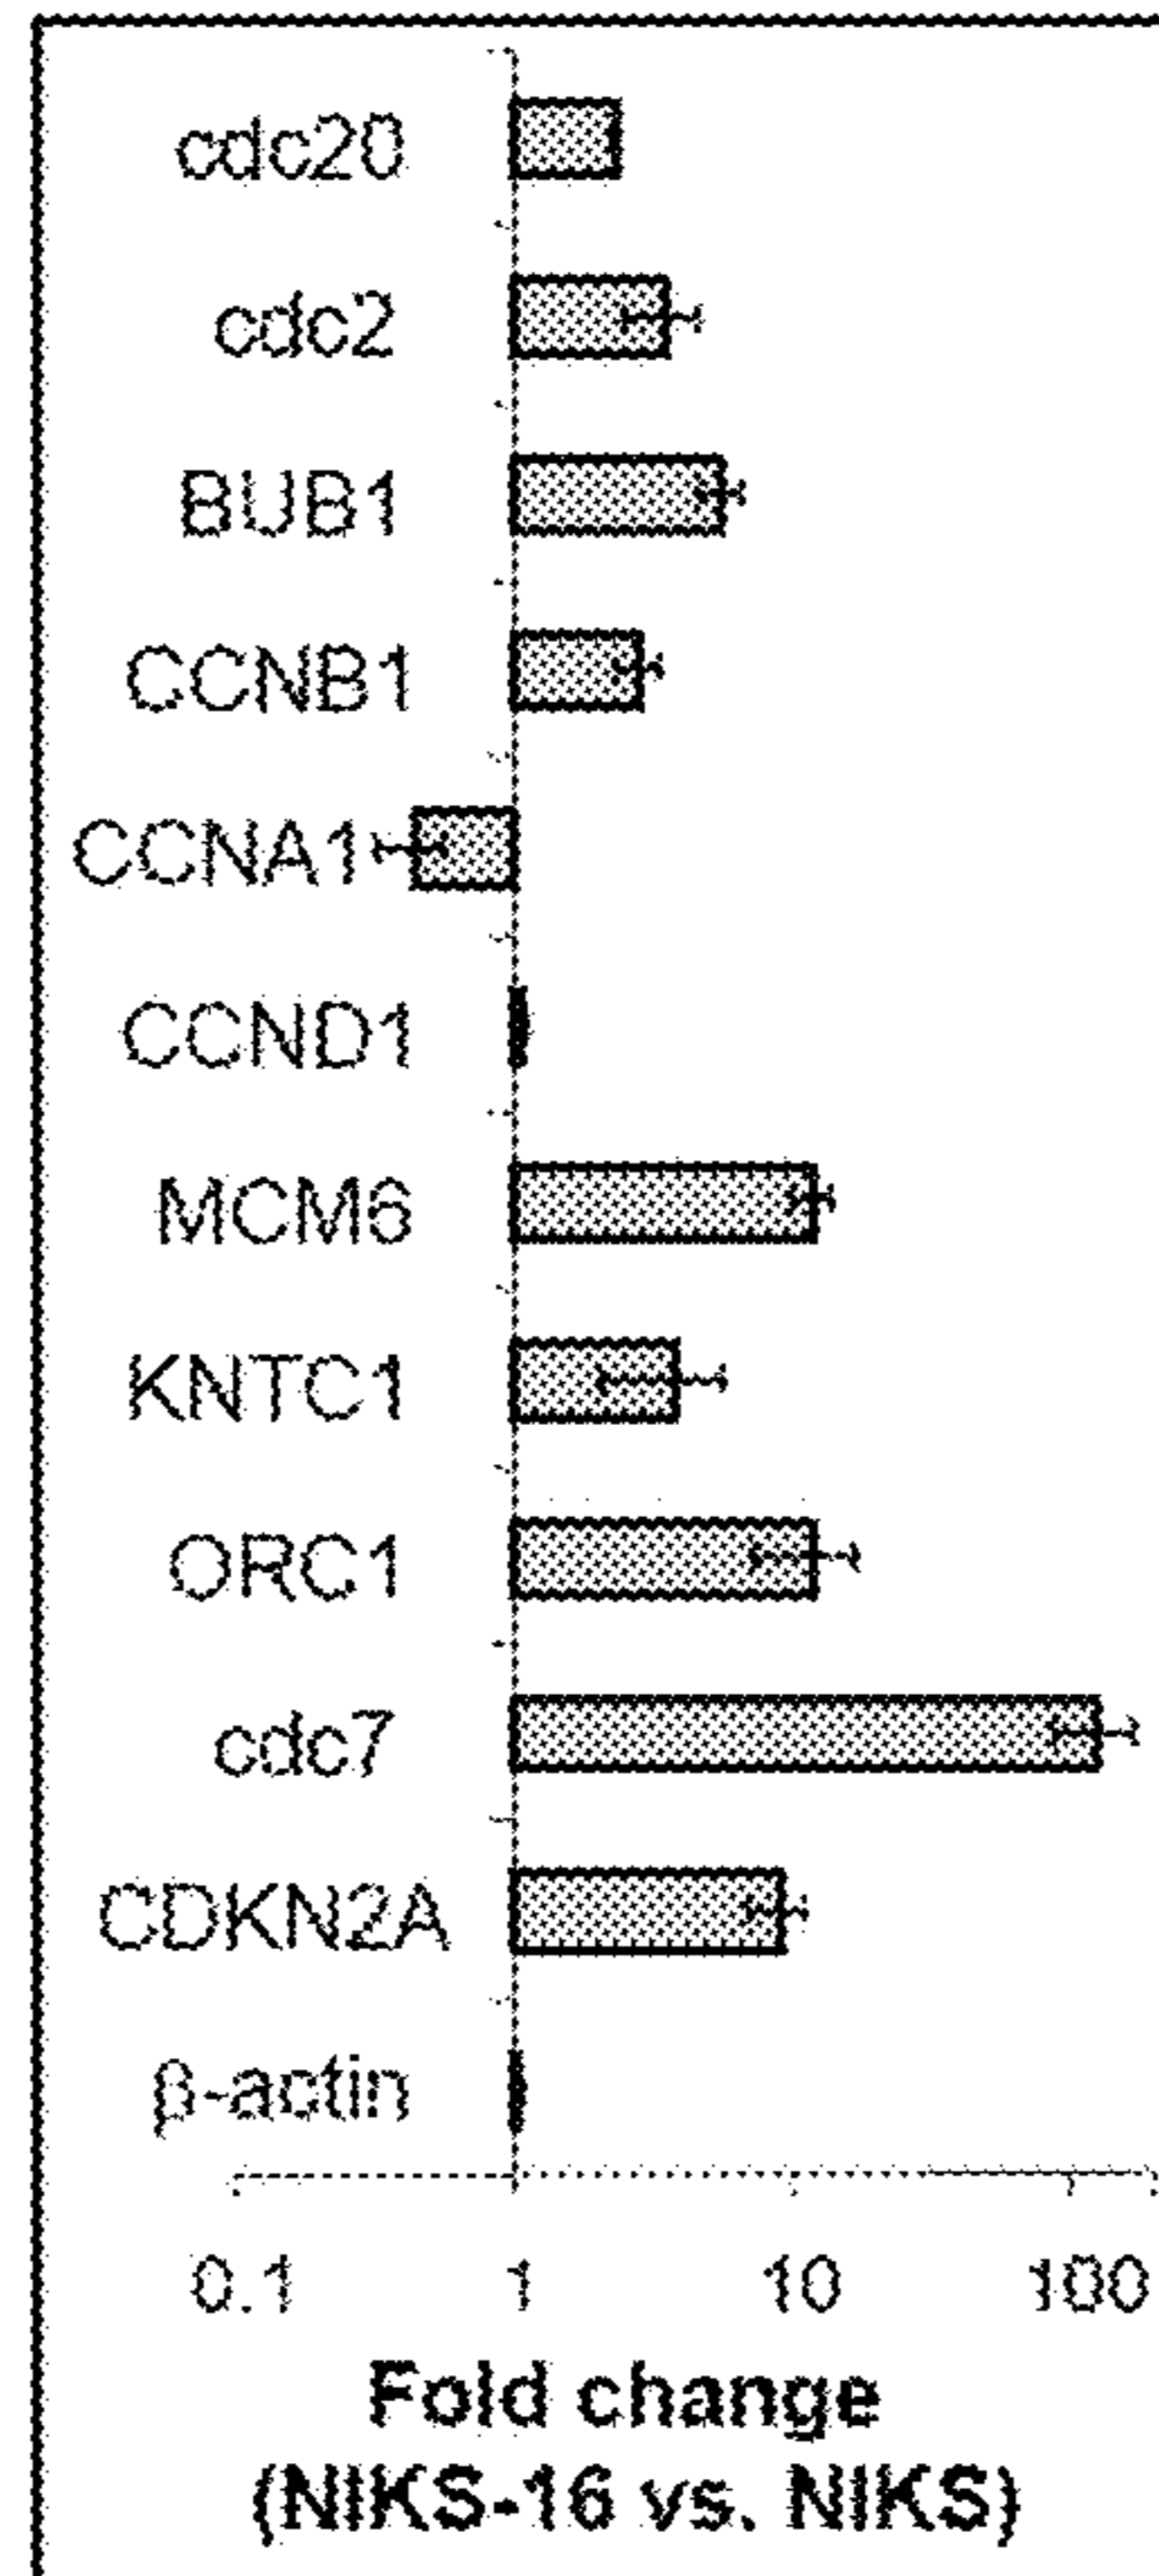 cdc20
cdc2
BUB1
CCNB1
CCNA1
CCND1
MCM6
KNTC1
ORC1
cdc7
CDKN2A
β-actin
0.1 1 10 100
Fold change
(NIKS-16 vs. NIKS)